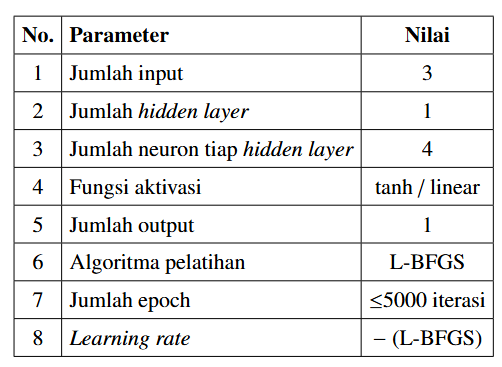 No. Parameter Nilai
1 Jumlah input 3
2 Jumlah hidden layer 1
3 Jumlah neuron tiap hidden layer 4
4 Fungsi aktivasi tanh / linear
5 Jumlah output 1
6 Algoritma pelatihan L-BFGS
7 Jumlah epoch ≤5000 iterasi
8 Learning rate – (L-BFGS)